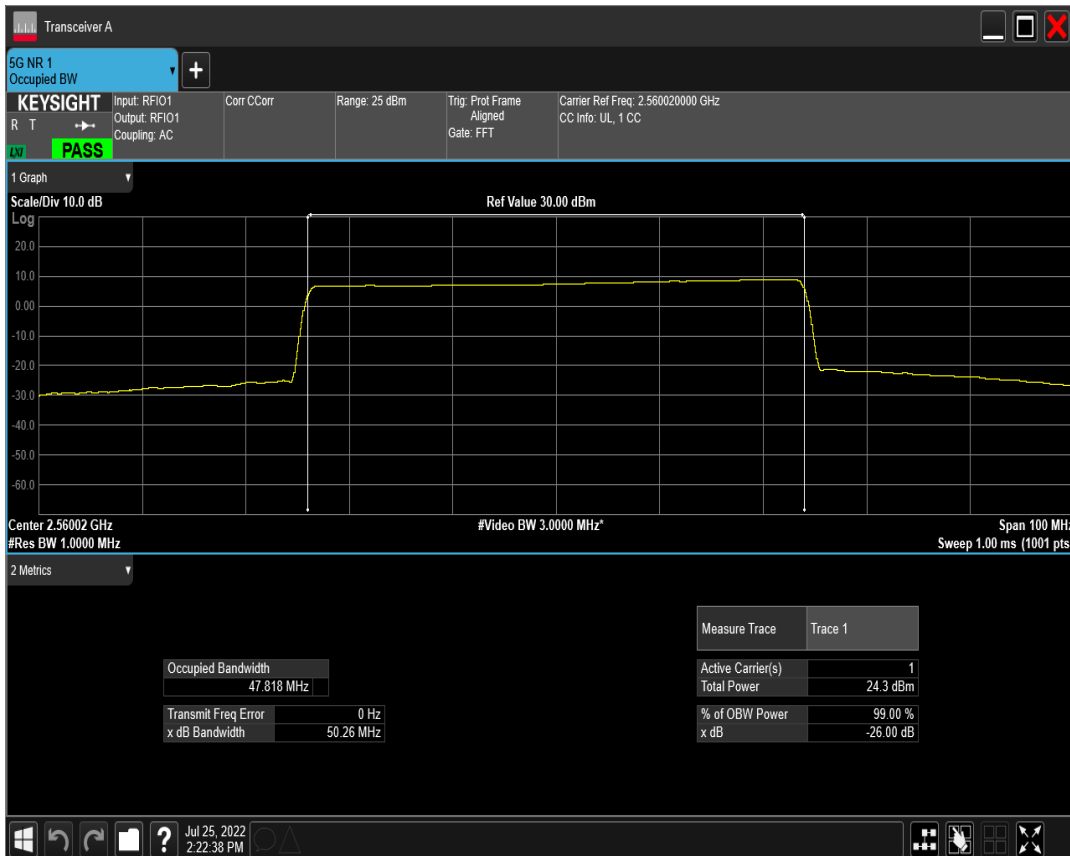 Transceiver A
5G NR 1
Occupied BW
+
KEYSIGHT
R T
LXI
PASS
Input: RFIO1
Output: RFIO1
Coupling: AC
Corr CCorr
Range: 25 dBm
Trig: Prot Frame
Aligned
Gate: FFT
Carrier Ref Freq: 2.560020000 GHz
CC Info: UL, 1 CC
1 Graph
Scale/Div 10.0 dB
Ref Value 30.00 dBm
Log
20.0
10.0
0.00
-10.0
-20.0
-30.0
-40.0
-50.0
-60.0
Center 2.56002 GHz
#Video BW 3.0000 MHz*
Span 100 MHz
#Res BW 1.0000 MHz
Sweep 1.00 ms (1001 pts
2 Metrics
Measure Trace Trace 1
Occupied Bandwidth
47.818 MHz
Active Carrier(s) 1
Total Power 24.3 dBm
Transmit Freq Error 0 Hz
x dB Bandwidth 50.26 MHz
% of OBW Power 99.00 %
x dB -26.00 dB
?
Jul 25, 2022
2:22:38 PM